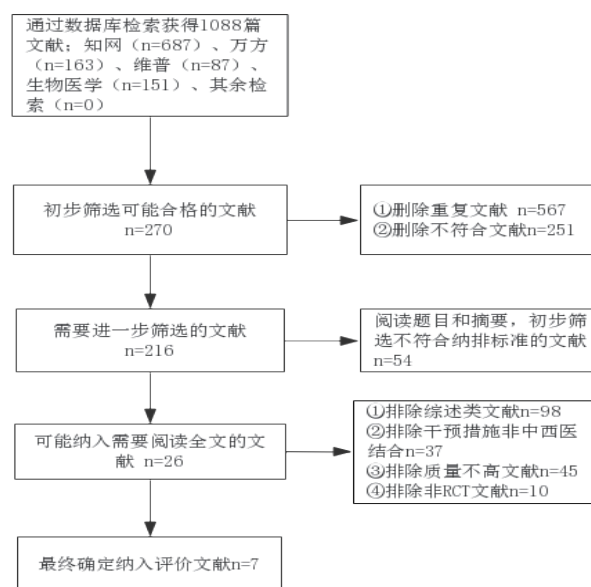 通过数据库检索获得1088篇
文献：知网（n=687）、万方
（n=163）、维普（n=87）、
生物医学（n=151）、其余检
索（n=0）
初步筛选可能合格的文献
n=270
①删除重复文献 n=567
②删除不符合文献n=251
需要进一步筛选的文献
n=216
阅读题目和摘要，初步筛
选不符合纳排标准的文献
n=54
可能纳入需要阅读全文的文
献 n=26
①排除综述类文献n=98
②排除干预措施非中西医
结合n=37
③排除质量不高文献n=45
④排除非RCT文献n=10
最终确定纳入评价文献n=7